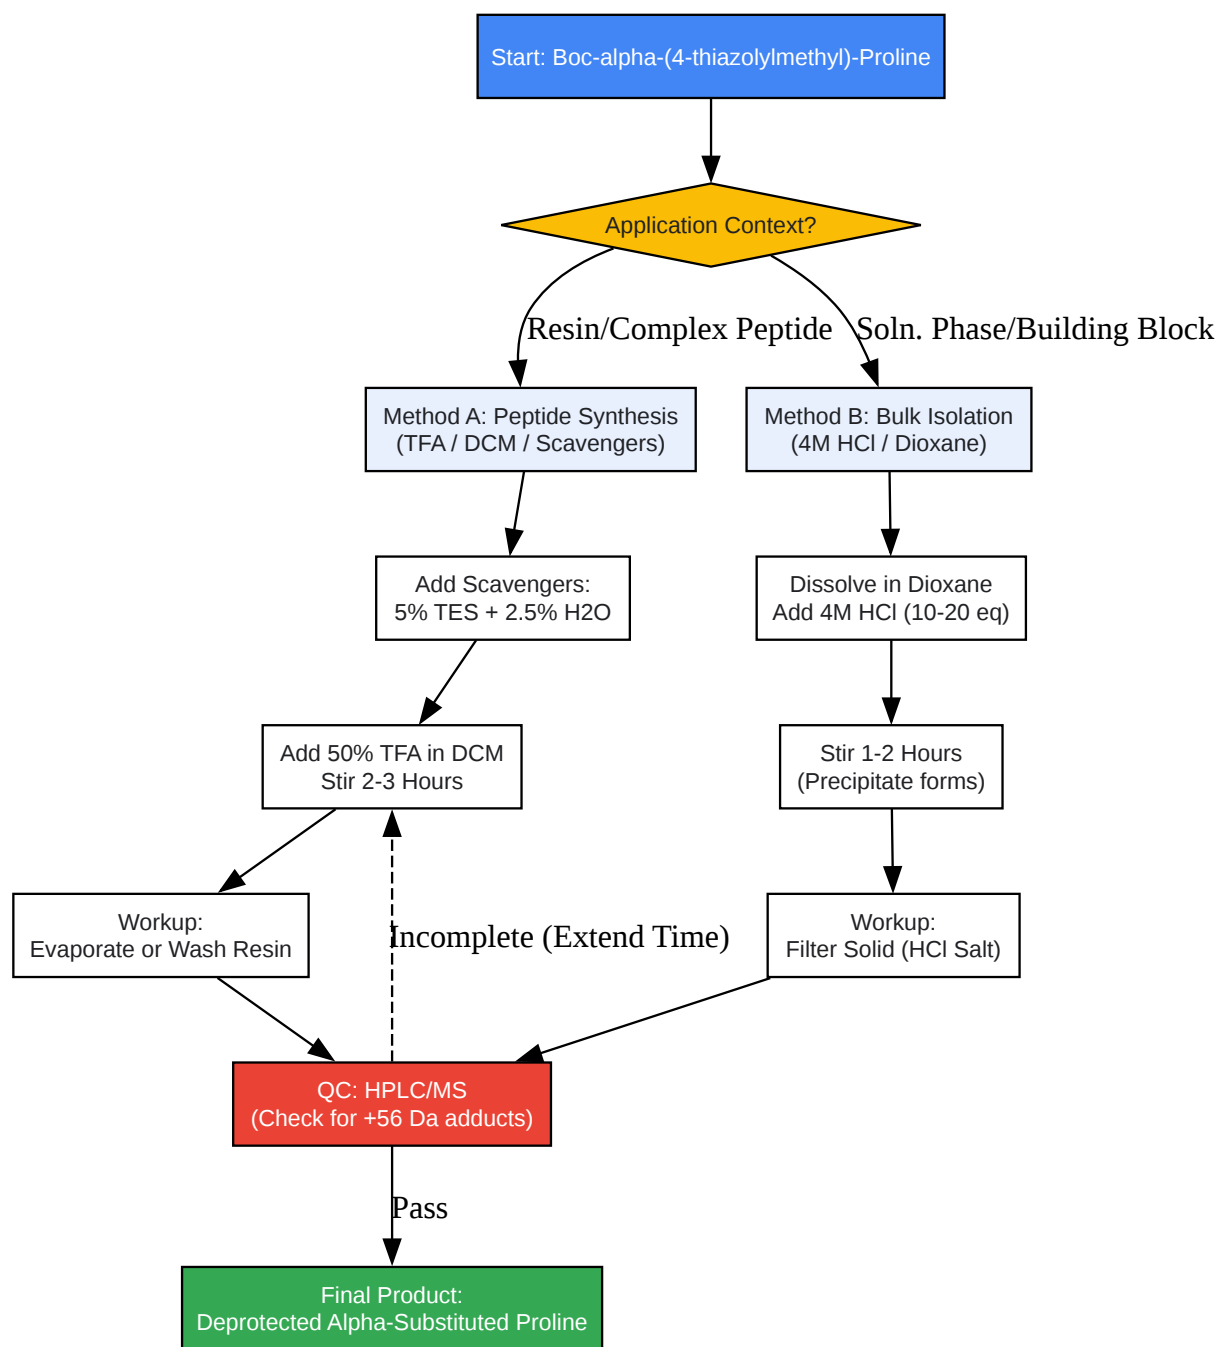 Start: Boc-alpha-(4-thiazolylmethyl)-Proline
Application Context?
Resin/Complex Peptide
Soln. Phase/Building Block
Method A: Peptide Synthesis
(TFA / DCM / Scavengers)
Method B: Bulk Isolation
(4M HCl / Dioxane)
Add Scavengers:
5% TES + 2.5% H2O
Dissolve in Dioxane
Add 4M HCl (10-20 eq)
Add 50% TFA in DCM
Stir 2-3 Hours
Stir 1-2 Hours
(Precipitate forms)
Workup:
Evaporate or Wash Resin
Incomplete (Extend Time)
Workup:
Filter Solid (HCl Salt)
QC: HPLC/MS
(Check for +56 Da adducts)
Pass
Final Product:
Deprotected Alpha-Substituted Proline